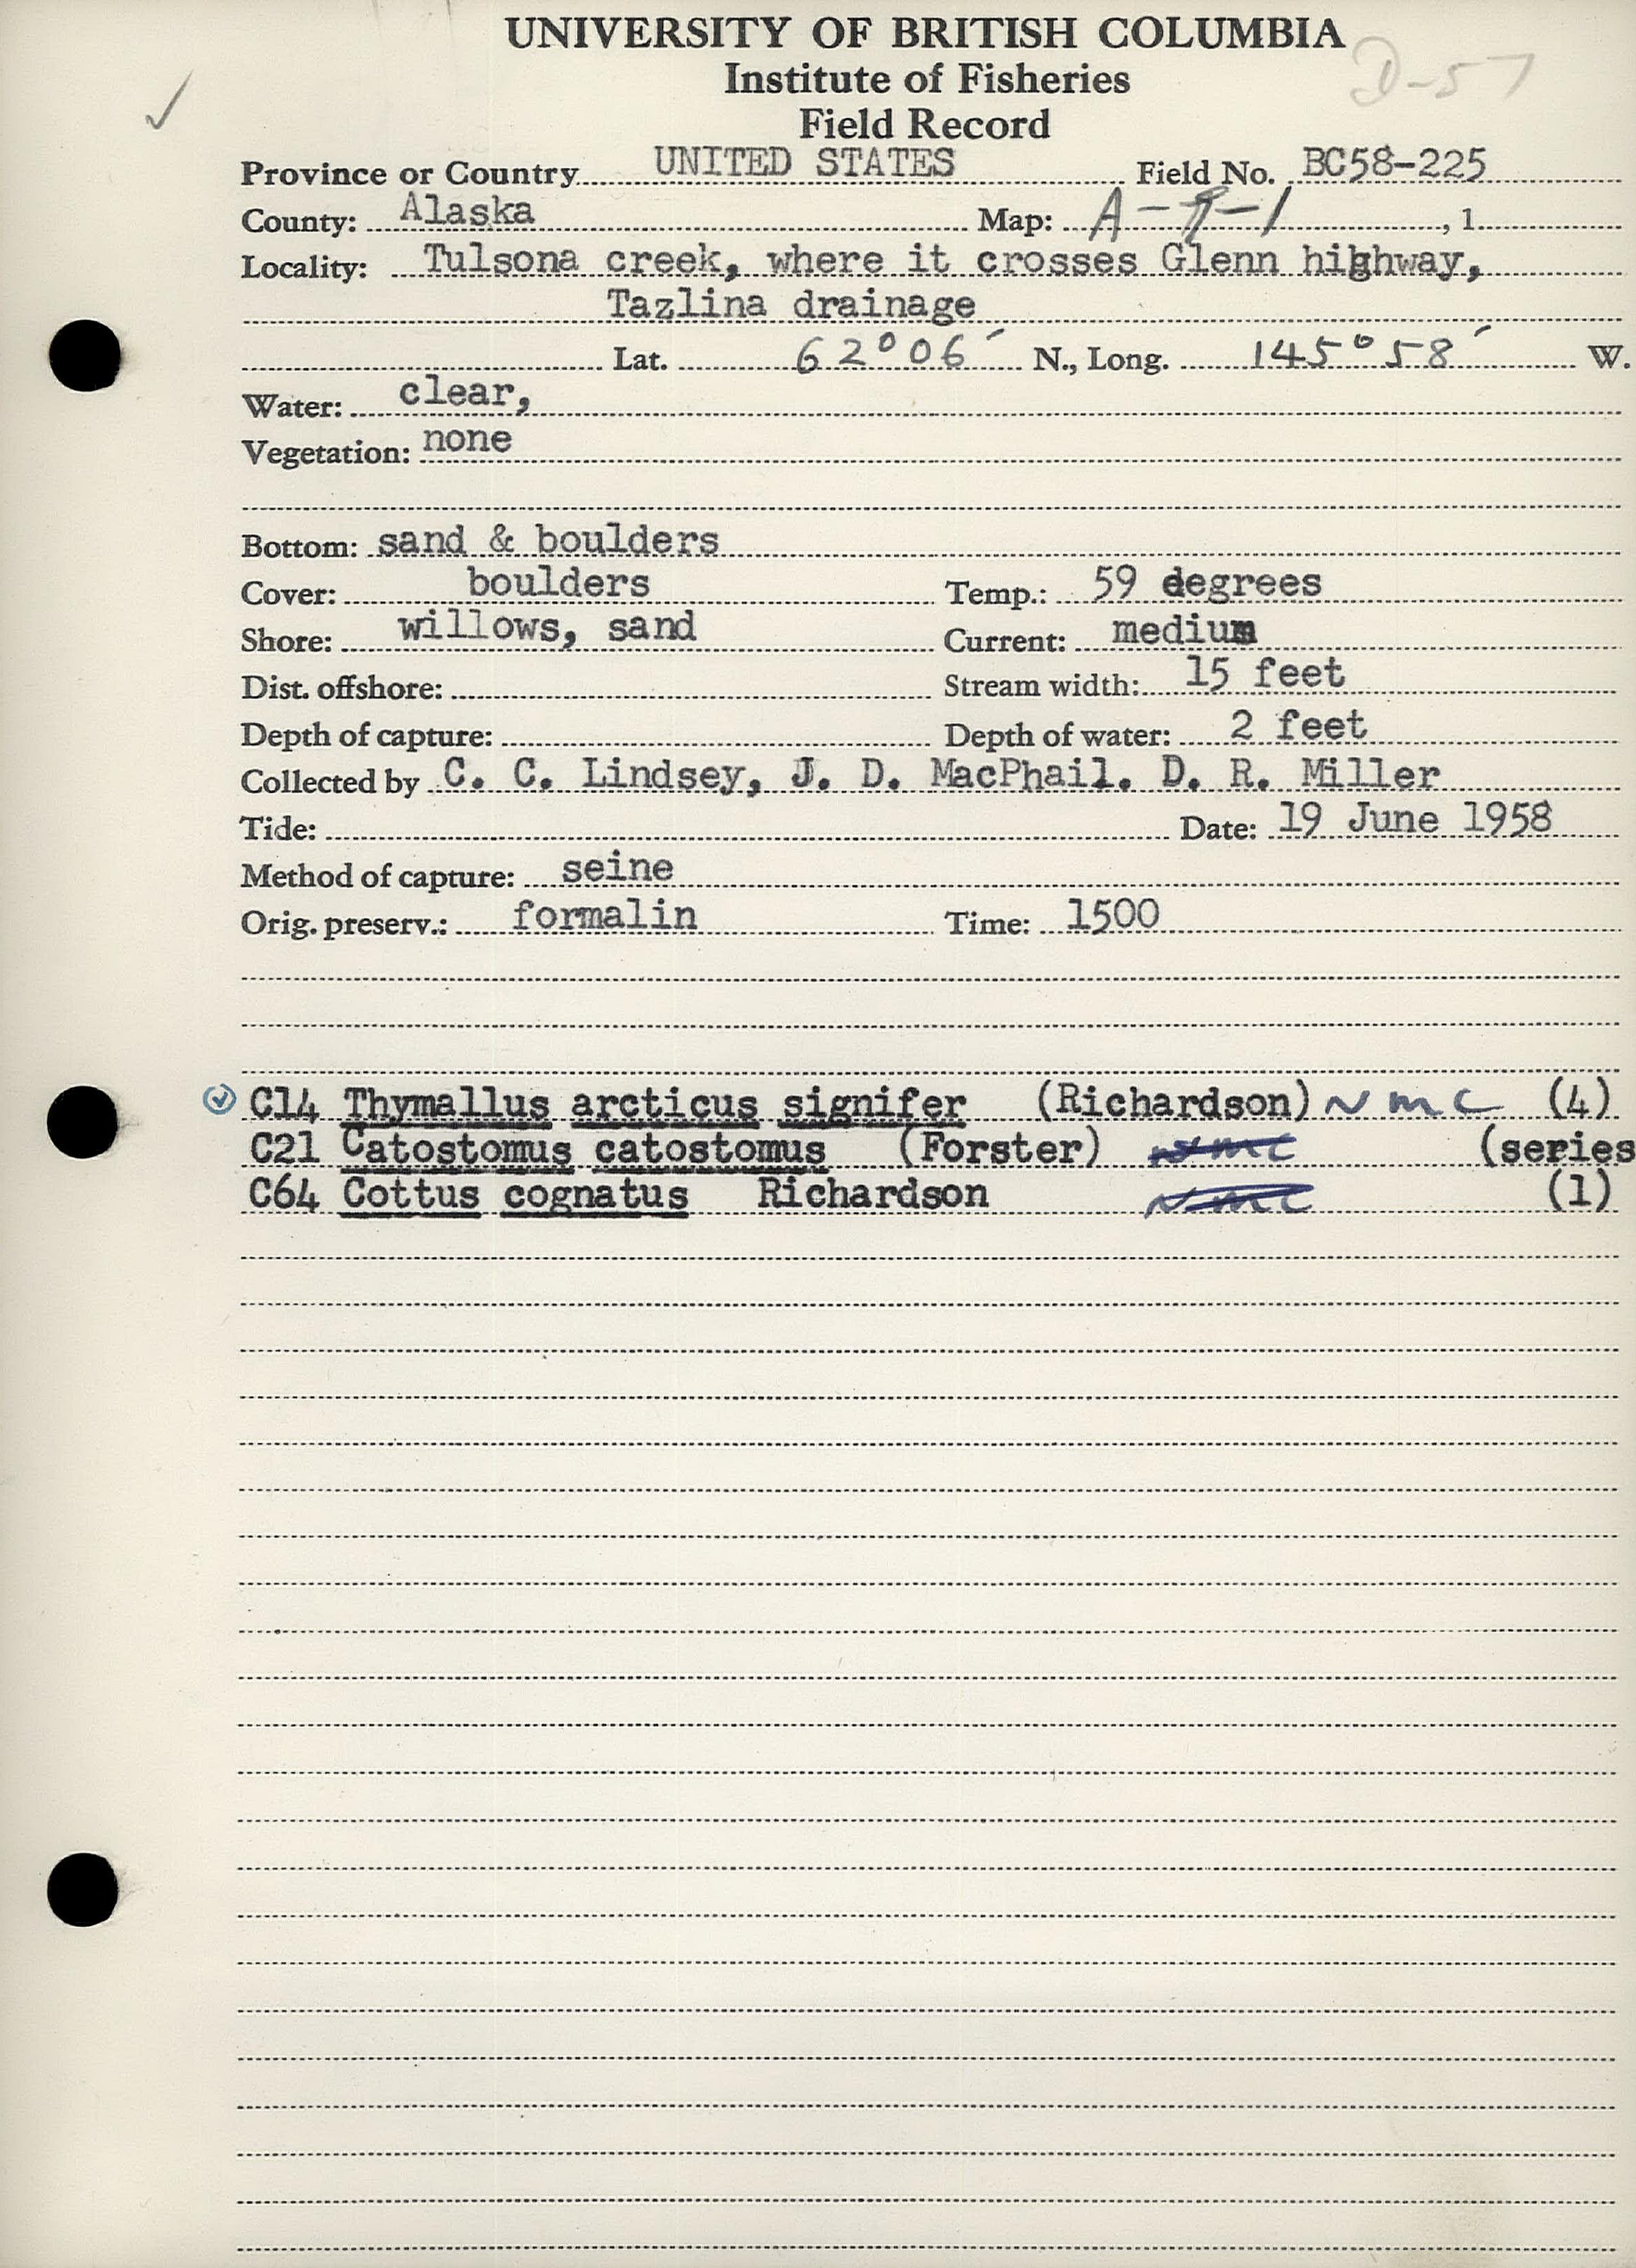 UNIVERSITY OF BRITISH COLUMBIA
Institute of Fisheries D-57
Field Record
Province or Country UNITED STATES Field No. BC58-225
County: Alaska Map: A-9-1, 1
Locality: Tulsona creek, where it crosses Glenn highway,
Tazlina drainage
Lat. 62°06´ N., Long. 145°58´ W.
Water: clear,
Vegetation: none
Bottom: sand & boulders
Cover: boulders Temp.: 59 degrees
Shore: willows, sand Current: medium
Dist. offshore: Stream width: 15 feet
Depth of capture: Depth of water: 2 feet
Collected by C. C. Lindsey, J. D. MacPhail. D. R. Miller
Tide: Date: 19 June 1958
Method of capture: seine
Orig. preserv.: formalin Time: 1500
C14 Thymallus arcticus signifer (Richardson) NMC (4)
C21 Catostomus catostomus (Forster) NMC (series
C64 Cottus cognatus Richardson NMC (1)